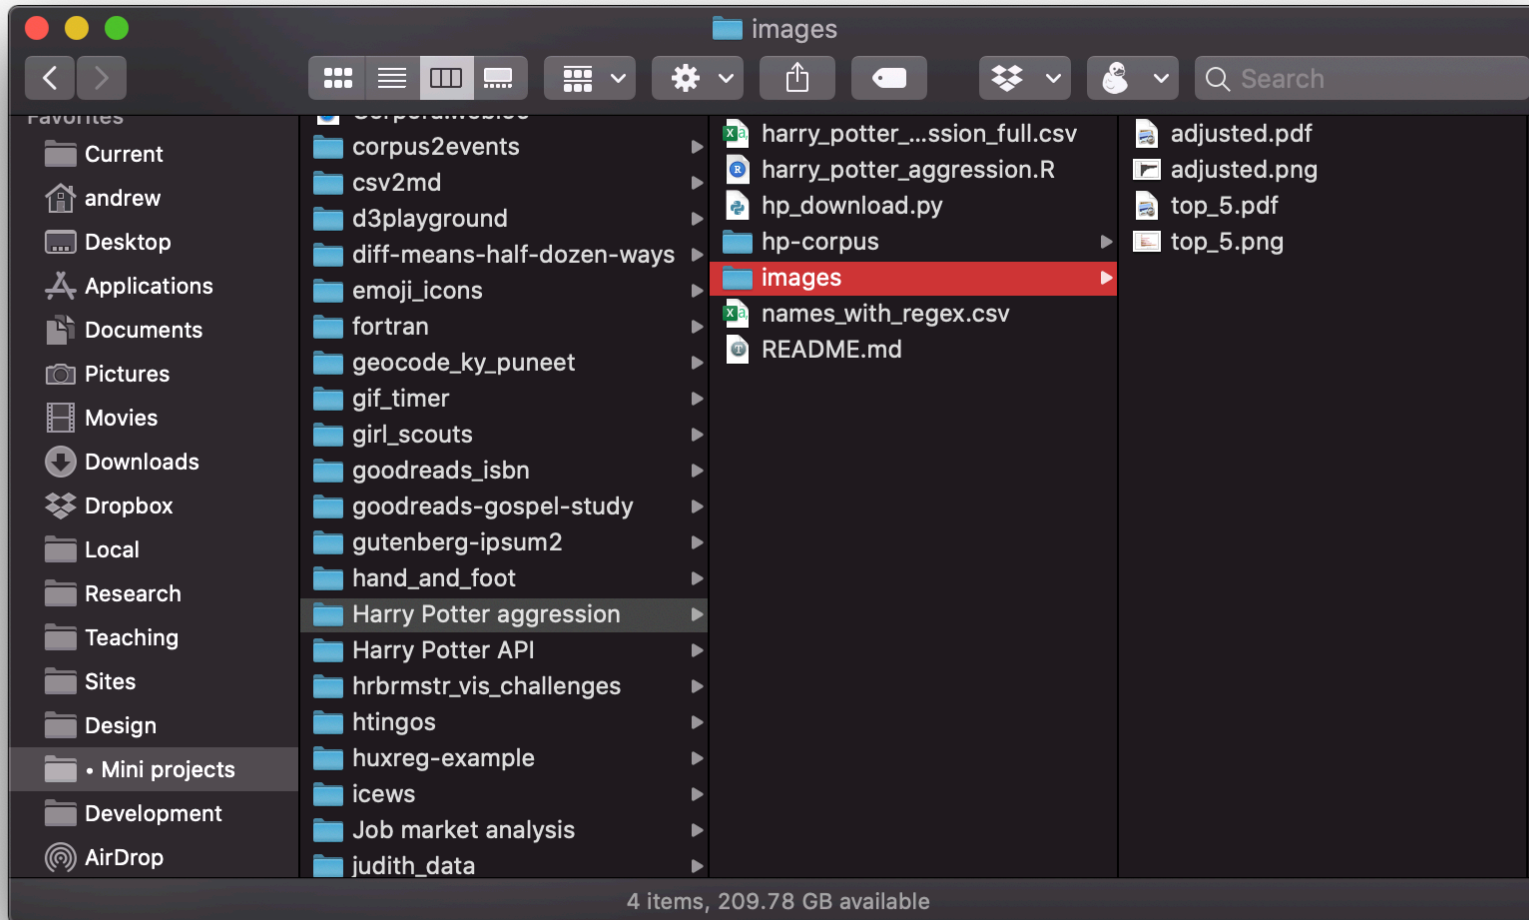 images
Search
Favorites
Current
andrew
Desktop
Applications
Documents
Pictures
Movies
Downloads
Dropbox
Local
Research
Teaching
Sites
Design
• Mini projects
Development
AirDrop
corpus2events
csv2md
d3playground
diff-means-half-dozen-ways
emoji_icons
fortran
geocode_ky_puneet
gif_timer
girl_scouts
goodreads_isbn
goodreads-gospel-study
gutenberg-ipsum2
hand_and_foot
Harry Potter aggression
Harry Potter API
hrbrmstr_vis_challenges
htingos
huxreg-example
icews
Job market analysis
judith_data
harry_potter_...ssion_full.csv
harry_potter_aggression.R
hp_download.py
hp-corpus
images
names_with_regex.csv
README.md
adjusted.pdf
adjusted.png
top_5.pdf
top_5.png
4 items, 209.78 GB available